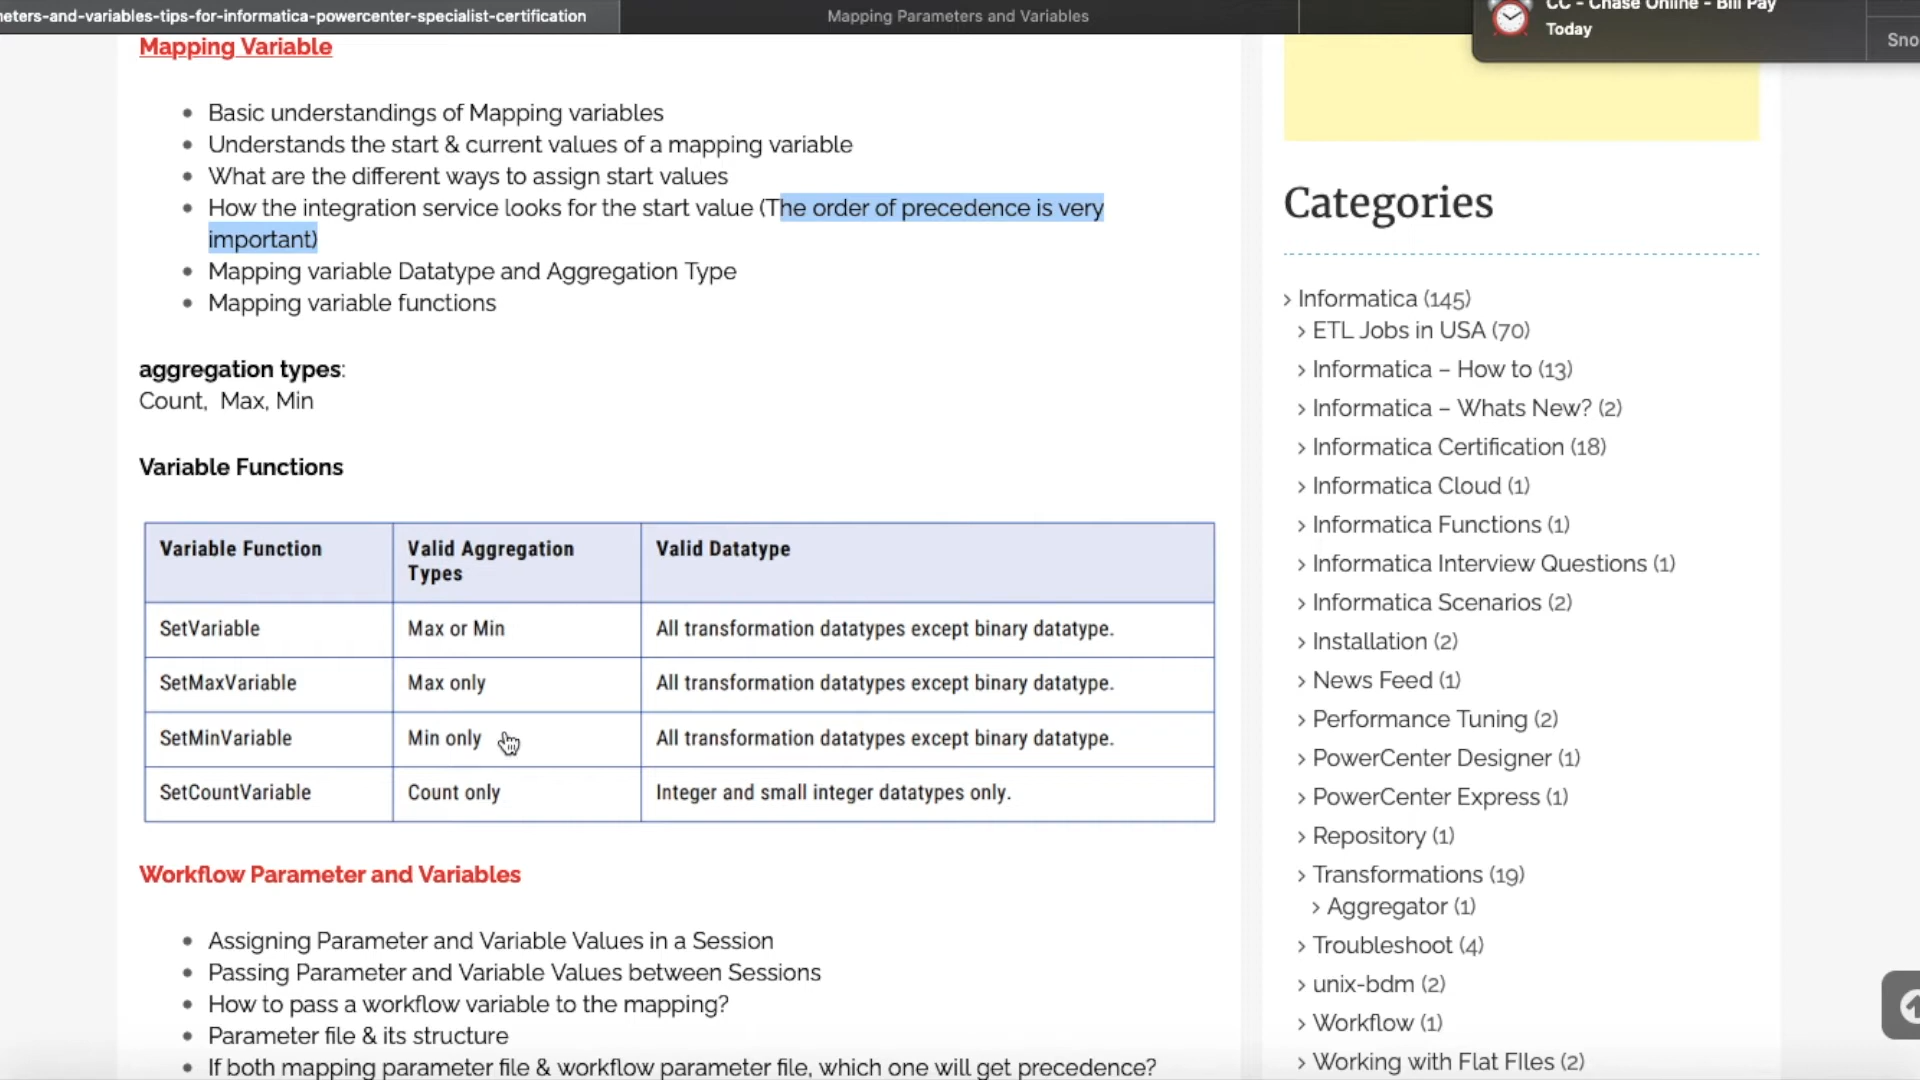 eters-and-variables-tips-for-informatica-powercenter-specialist-certification
Mapping Parameters and Variables
CC - Chase Online - Bill Pay
Today
Sno
Mapping Variable
Basic understandings of Mapping variables
Understands the start & current values of a mapping variable
What are the different ways to assign start values
How the integration service looks for the start value (The order of precedence is very
important)
Mapping variable Datatype and Aggregation Type
Mapping variable functions
aggregation types:
Count, Max, Min
Variable Functions
Variable Function
Valid Aggregation
Types
Valid Datatype
SetVariable
Max or Min
All transformation datatypes except binary datatype.
SetMaxVariable
Max only
All transformation datatypes except binary datatype.
SetMinVariable
Min only
All transformation datatypes except binary datatype.
SetCountVariable
Count only
Integer and small integer datatypes only.
Workflow Parameter and Variables
Assigning Parameter and Variable Values in a Session
Passing Parameter and Variable Values between Sessions
How to pass a workflow variable to the mapping?
Parameter file & its structure
If both mapping parameter file & workflow parameter file, which one will get precedence?
Categories
Informatica (145)
ETL Jobs in USA (70)
Informatica – How to (13)
Informatica – Whats New? (2)
Informatica Certification (18)
Informatica Cloud (1)
Informatica Functions (1)
Informatica Interview Questions (1)
Informatica Scenarios (2)
Installation (2)
News Feed (1)
Performance Tuning (2)
PowerCenter Designer (1)
PowerCenter Express (1)
Repository (1)
Transformations (19)
Aggregator (1)
Troubleshoot (4)
unix-bdm (2)
Workflow (1)
Working with Flat FIles (2)